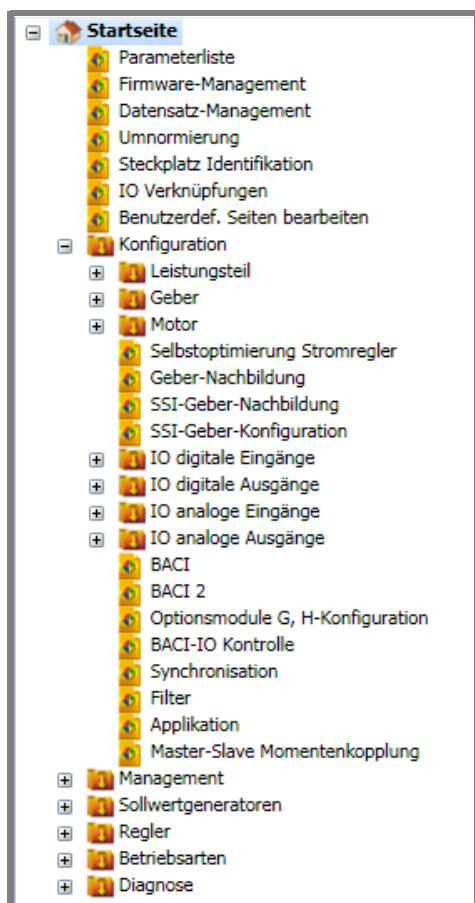 Startseite
Parameterliste
Firmware-Management
Datensatz-Management
Umnormierung
Steckplatz Identifikation
IO Verknüpfungen
Benutzerdef. Seiten bearbeiten
Konfiguration
Leistungsteil
Geber
Motor
Selbstoptimierung Stromregler
Geber-Nachbildung
SSI-Geber-Nachbildung
SSI-Geber-Konfiguration
IO digitale Eingänge
IO digitale Ausgänge
IO analoge Eingänge
IO analoge Ausgänge
BACI
BACI 2
Optionsmodule G, H-Konfiguration
BACI-IO Kontrolle
Synchronisation
Filter
Applikation
Master-Slave Momentenkopplung
Management
Sollwertgeneratoren
Regler
Betriebsarten
Diagnose